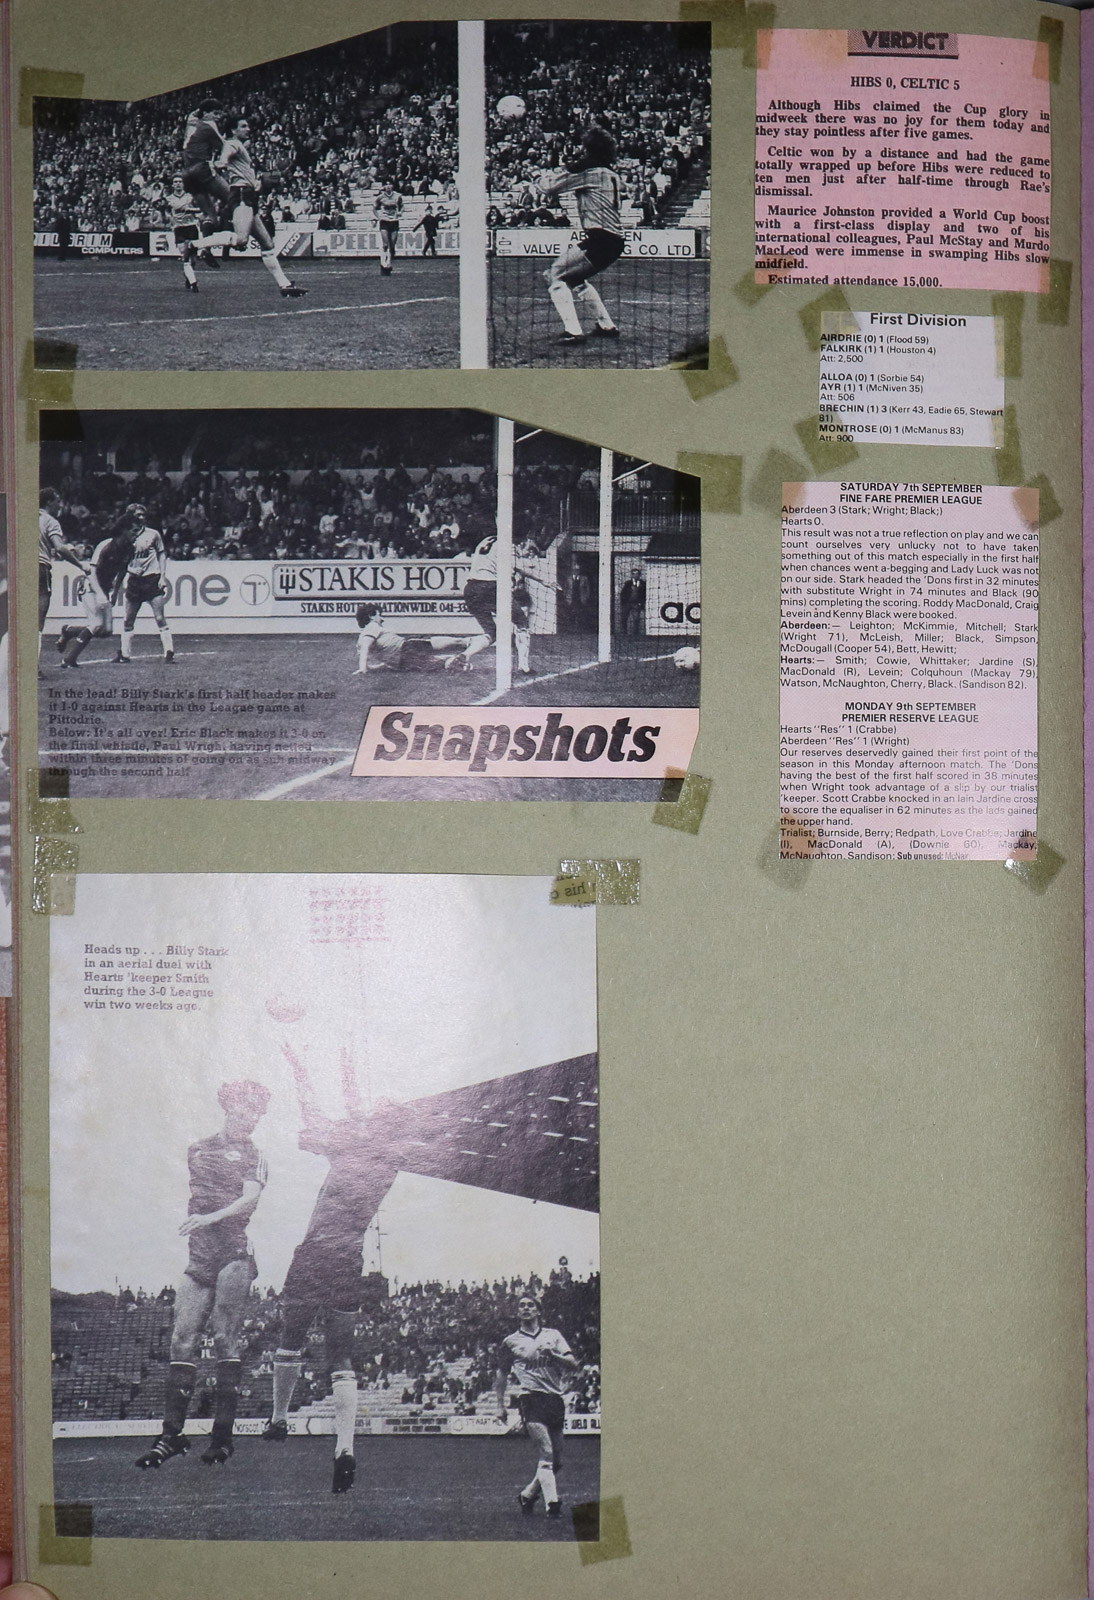 PILGRIM
COMPUTERS
PEEL
VALVE
G CO. LTD.
1
VERDICT
HIBS 0, CELTIC 5
Although Hibs claimed the Cup glory in
midweek there was no joy for them today and
they stay pointless after five games.
Celtic won by a distance and had the game
totally wrapped up before Hibs were reduced to
ten men just after half-time through Rae's
dismissal.
Maurice Johnston provided a World Cup boost
with a first-class display and two of his
international colleagues, Paul McStay and Murdo
MacLeod were immense in swamping Hibs slow
midfield.
Estimated attendance 15,000.
First Division
AIRDRIE (0) 1 (Flood 59)
FALKIRK (1) 1 (Houston 4)
Att: 2,500
ALLOA (0) 1 (Sorbie 54)
AYR (1) 1 (McNiven 35)
Att: 506
BRECHIN (1) 3 (Kerr 43, Eadie 65, Stewart
81)
MONTROSE (0) 1 (McManus 83)
Att: 900
STAKIS HOT
STAKIS HOT NATIONWIDE 041-33
In the lead! Billy Stark's first half header makes
it 1-0 against Hearts in the League game at
Pittodrie.
Below: It's all over! Eric Black makes it 3-0 on
the final whistle, Paul Wright having netted
within three minutes of going on as sub midway
through the second half
Snapshots
SATURDAY 7th SEPTEMBER
FINE FARE PREMIER LEAGUE
Aberdeen 3 (Stark; Wright; Black;)
Hearts 0.
This result was not a true reflection on play and we can
count ourselves very unlucky not to have taken
something out of this match especially in the first half
when chances went a-begging and Lady Luck was not
on our side. Stark headed the 'Dons first in 32 minutes
with substitute Wright in 74 minutes and Black (90
mins) completing the scoring. Roddy MacDonald, Craig
Levein and Kenny Black were booked.
Aberdeen:— Leighton; McKimmie, Mitchell; Stark
(Wright 71), McLeish, Miller; Black, Simpson,
McDougall (Cooper 54), Bett, Hewitt;
Hearts:— Smith; Cowie, Whittaker; Jardine (S),
MacDonald (R), Levein; Colquhoun (Mackay 79),
Watson, McNaughton, Cherry, Black. (Sandison 82).
MONDAY 9th SEPTEMBER
PREMIER RESERVE LEAGUE
Hearts "Res" 1 (Crabbe)
Aberdeen "Res" 1 (Wright)
Our reserves deservedly gained their first point of the
season in this Monday afternoon match. The 'Dons
having the best of the first half scored in 38 minutes
when Wright took advantage of a slip by our trialist
'keeper. Scott Crabbe knocked in an Iain Jardine cross
to score the equaliser in 62 minutes as the lads gained
the upper hand.
Trialist; Burnside, Berry; Redpath, Love Crabbe; Jardine
(I), MacDonald (A), (Downie 60), Mackay,
McNaughton, Sandison; Sub unused: McNar
his
Heads up . . . Billy Stark
in an aerial duel with
Hearts 'keeper Smith
during the 3-0 League
win two weeks ago.
Norscot